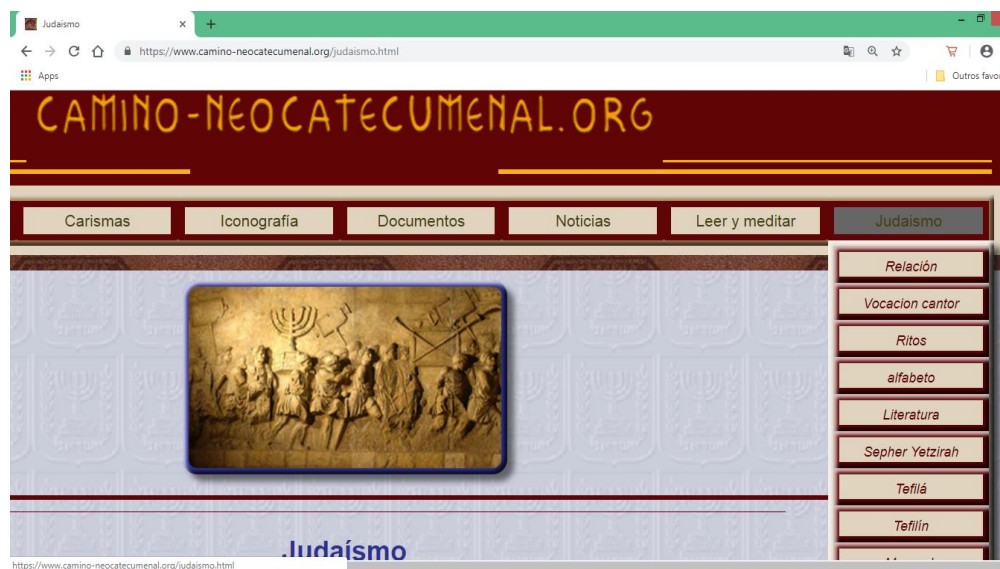 Judaismo
https://www.camino-neocatecumenal.org/judaismo.html
Apps
Outros favo
CAMINO-NEOCATECUMENAL.ORG
Carismas
Iconografía
Documentos
Noticias
Leer y meditar
Judaismo
Relación
Vocacion cantor
Ritos
alfabeto
Literatura
Sepher Yetzirah
Tefilá
Tefilín
Judaísmo
https://www.camino-neocatecumenal.org/judaismo.html